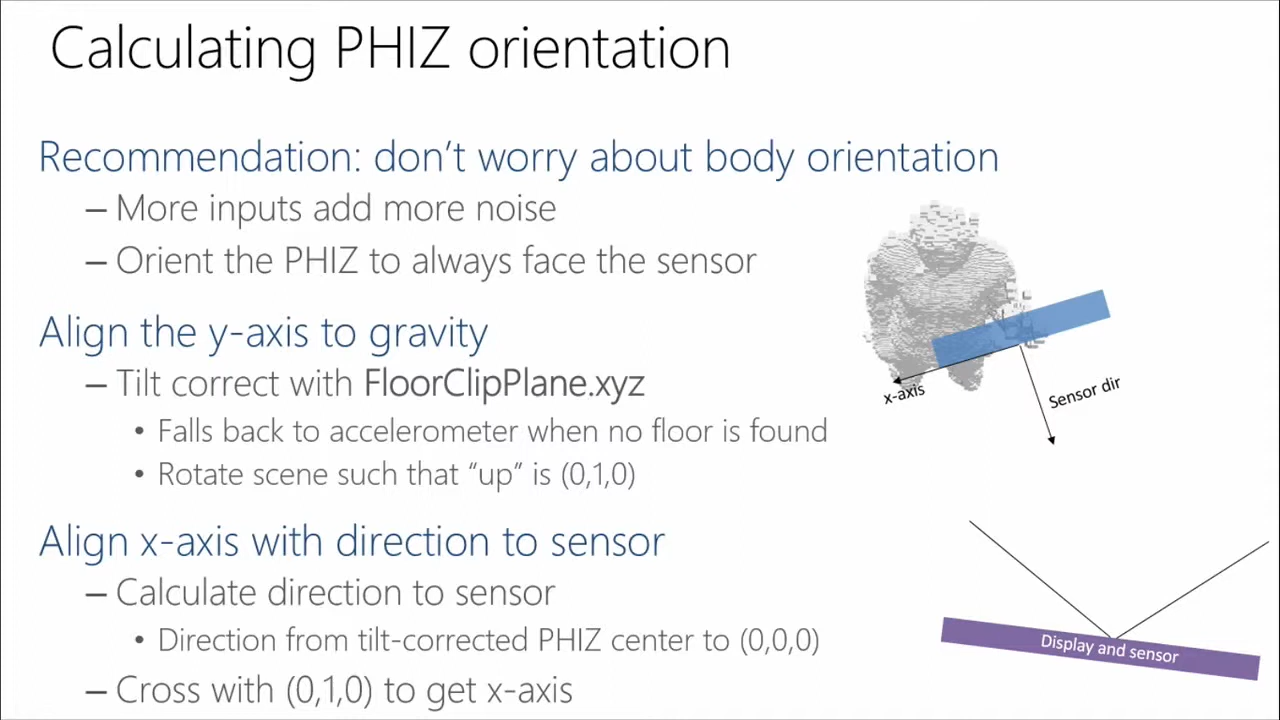 Calculating PHIZ orientation
Recommendation: don't worry about body orientation
– More inputs add more noise
– Orient the PHIZ to always face the sensor
Align the y-axis to gravity
– Tilt correct with FloorClipPlane.xyz
• Falls back to accelerometer when no floor is found
• Rotate scene such that “up” is (0,1,0)
Align x-axis with direction to sensor
– Calculate direction to sensor
• Direction from tilt-corrected PHIZ center to (0,0,0)
– Cross with (0,1,0) to get x-axis
x-axis
Sensor dir
Display and sensor